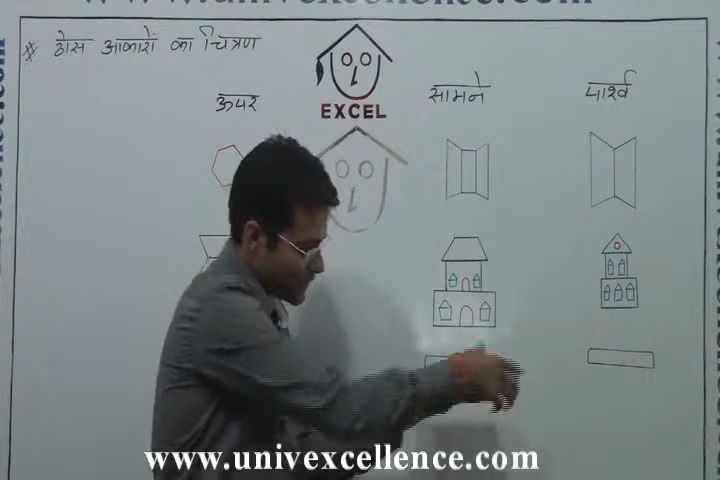 www.univexcellence.com
* ठोस आकारों का चित्रण
EXCEL
ऊपर
सामने
पार्श्व
www.univexcellence.com